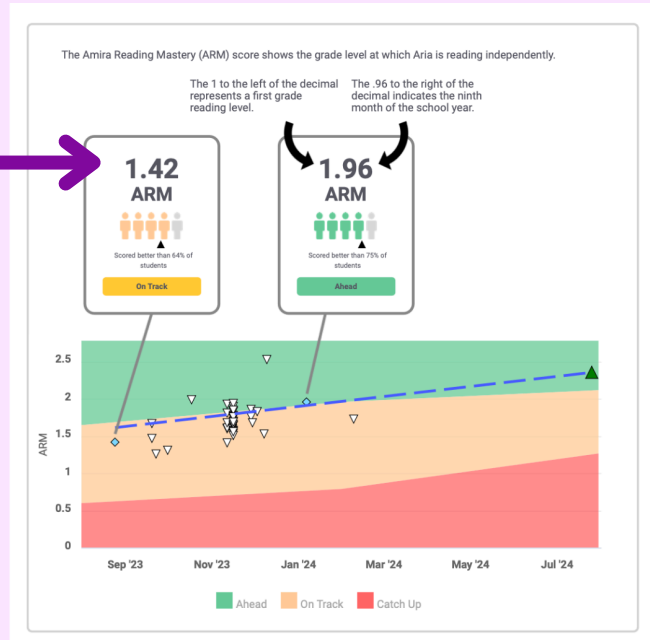 The Amira Reading Mastery (ARM) score shows the grade level at which Aria is reading independently.
The 1 to the left of the decimal
represents a first grade
reading level.
The .96 to the right of the
decimal indicates the ninth
month of the school year.
1.42
ARM
Scored better than 64% of
students
On Track
1.96
ARM
Scored better than 75% of
students
Ahead
2.5
2
1.5
1
0.5
0
ARM
Sep '23
Nov '23
Jan '24
Mar '24
May '24
Jul '24
Ahead
On Track
Catch Up